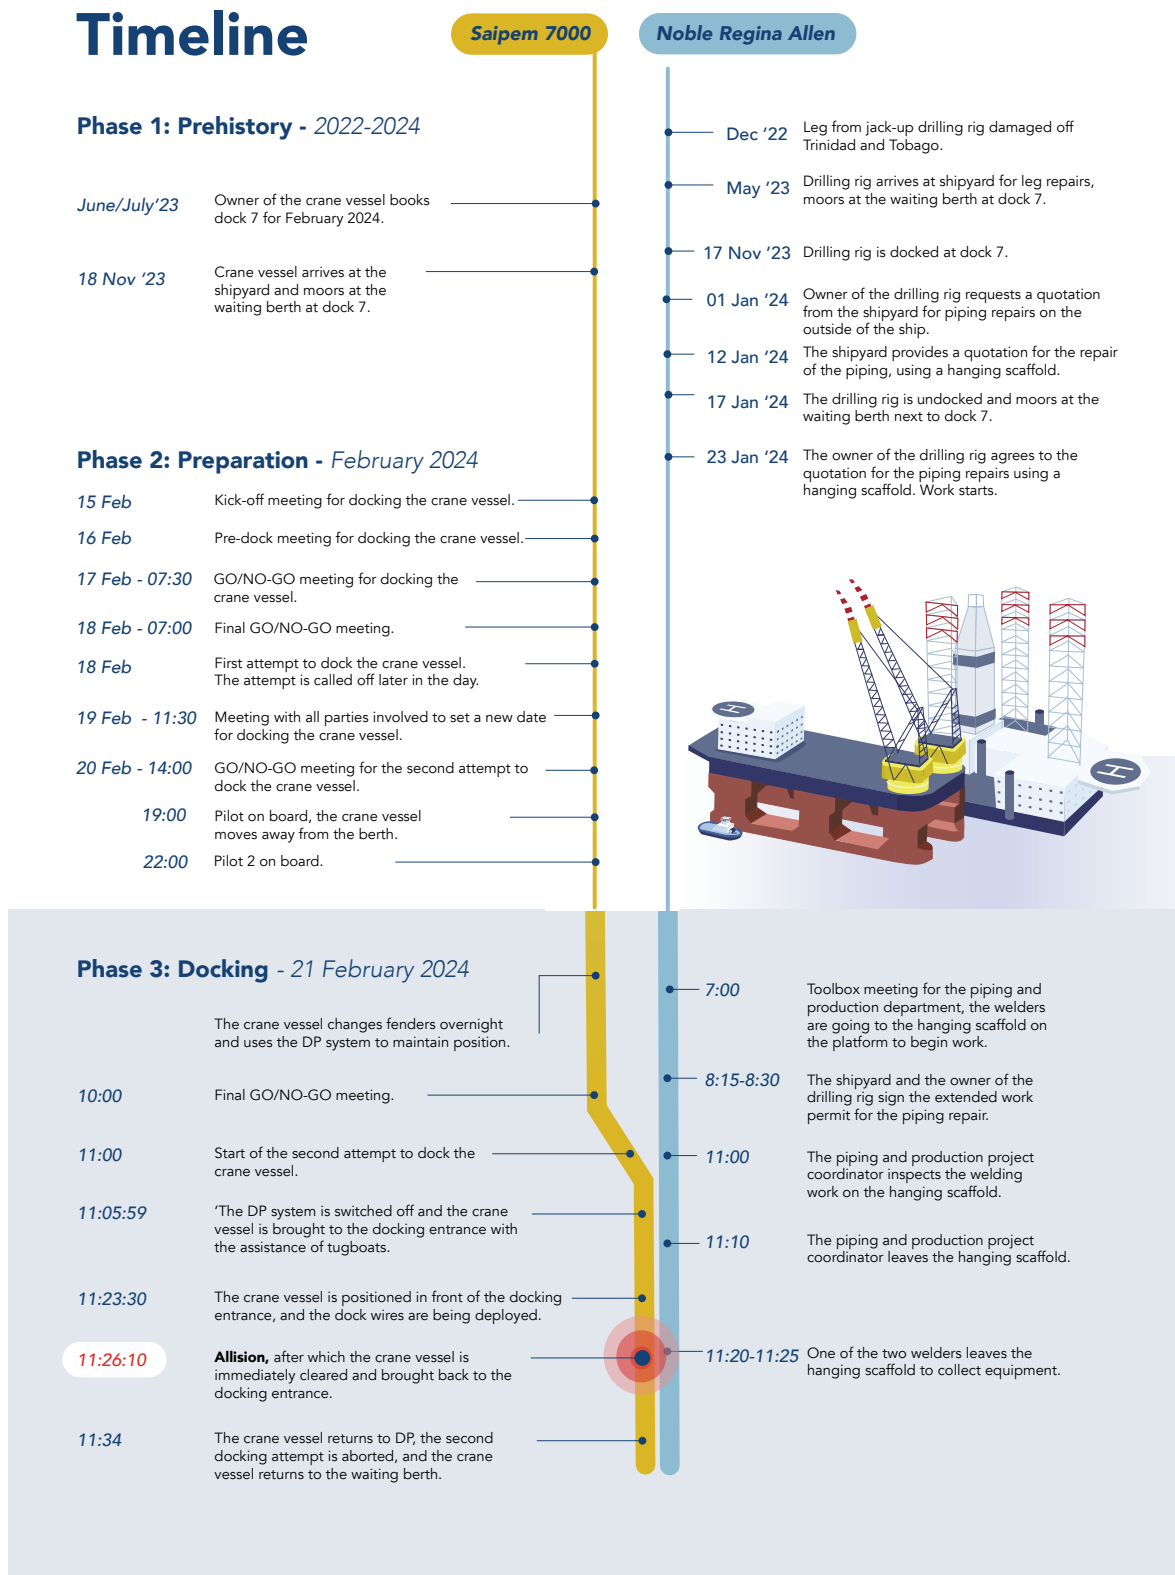 Timeline
Saipem 7000
Noble Regina Allen
Phase 1: Prehistory - 2022-2024
June/July‘23
Owner of the crane vessel books
dock 7 for February 2024.
18 Nov ‘23
Crane vessel arrives at the
shipyard and moors at the
waiting berth at dock 7.
Dec ‘22
Leg from jack-up drilling rig damaged off
Trinidad and Tobago.
May ‘23
Drilling rig arrives at shipyard for leg repairs,
moors at the waiting berth at dock 7.
17 Nov ‘23
Drilling rig is docked at dock 7.
01 Jan ‘24
Owner of the drilling rig requests a quotation
from the shipyard for piping repairs on the
outside of the ship.
12 Jan ‘24
The shipyard provides a quotation for the repair
of the piping, using a hanging scaffold.
17 Jan ‘24
The drilling rig is undocked and moors at the
waiting berth next to dock 7.
23 Jan ‘24
The owner of the drilling rig agrees to the
quotation for the piping repairs using a
hanging scaffold. Work starts.
Phase 2: Preparation - February 2024
15 Feb
Kick-off meeting for docking the crane vessel.
16 Feb
Pre-dock meeting for docking the crane vessel.
17 Feb - 07:30
GO/NO-GO meeting for docking the
crane vessel.
18 Feb - 07:00
Final GO/NO-GO meeting.
18 Feb
First attempt to dock the crane vessel.
The attempt is called off later in the day.
19 Feb - 11:30
Meeting with all parties involved to set a new date
for docking the crane vessel.
20 Feb - 14:00
GO/NO-GO meeting for the second attempt to
dock the crane vessel.
19:00
Pilot on board, the crane vessel
moves away from the berth.
22:00
Pilot 2 on board.
H
H
Phase 3: Docking - 21 February 2024
The crane vessel changes fenders overnight
and uses the DP system to maintain position.
10:00
Final GO/NO-GO meeting.
11:00
Start of the second attempt to dock the
crane vessel.
11:05:59
‘The DP system is switched off and the crane
vessel is brought to the docking entrance with
the assistance of tugboats.
11:23:30
The crane vessel is positioned in front of the docking
entrance, and the dock wires are being deployed.
11:26:10
Allision, after which the crane vessel is
immediately cleared and brought back to the
docking entrance.
11:34
The crane vessel returns to DP, the second
docking attempt is aborted, and the crane
vessel returns to the waiting berth.
7:00
Toolbox meeting for the piping and
production department, the welders
are going to the hanging scaffold on
the platform to begin work.
8:15-8:30
The shipyard and the owner of the
drilling rig sign the extended work
permit for the piping repair.
11:00
The piping and production project
coordinator inspects the welding
work on the hanging scaffold.
11:10
The piping and production project
coordinator leaves the hanging scaffold.
11:20-11:25
One of the two welders leaves the
hanging scaffold to collect equipment.